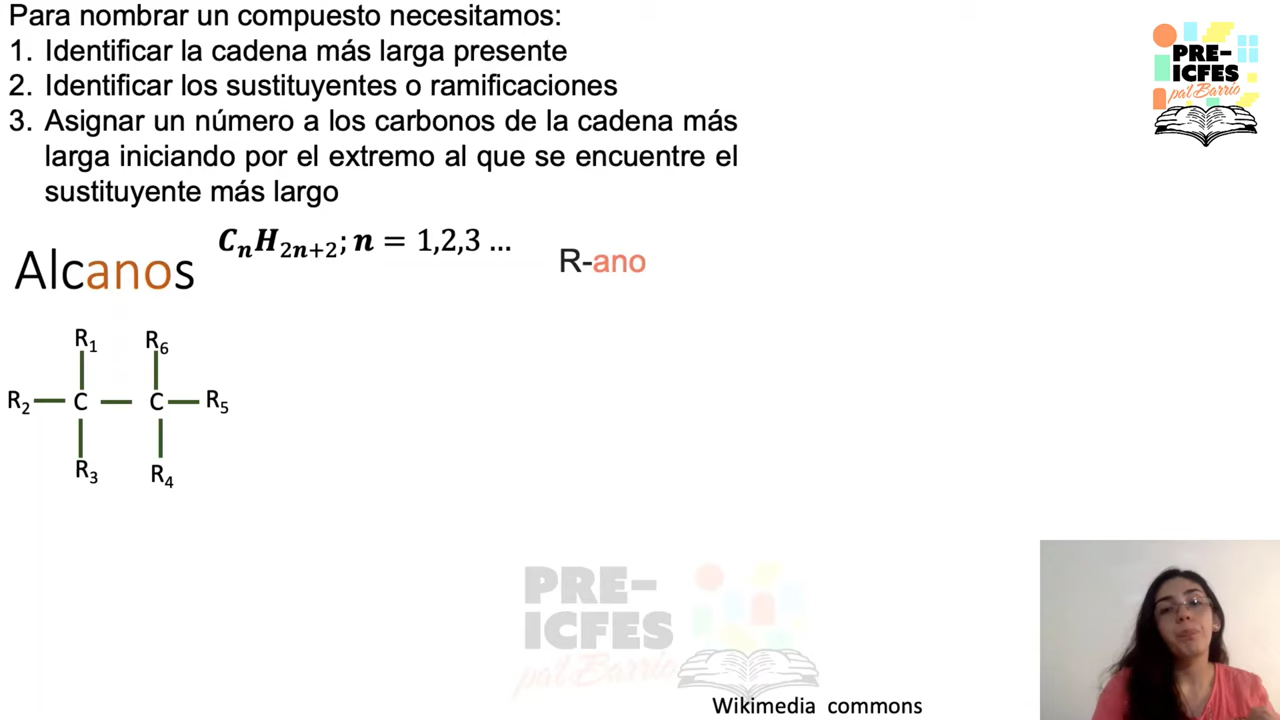 Para nombrar un compuesto necesitamos:
1. Identificar la cadena más larga presente
2. Identificar los sustituyentes o ramificaciones
3. Asignar un número a los carbonos de la cadena más
larga iniciando por el extremo al que se encuentre el
sustituyente más largo
PRE-
ICFES
pa'l Barrio
Alcanos
CₙH₂ₙ₊₂; n = 1,2,3 ...
R-ano
R₁ R₆
R₂ C C R₅
R₃ R₄
PRE-
ICFES
pa'l Barrio
Wikimedia commons